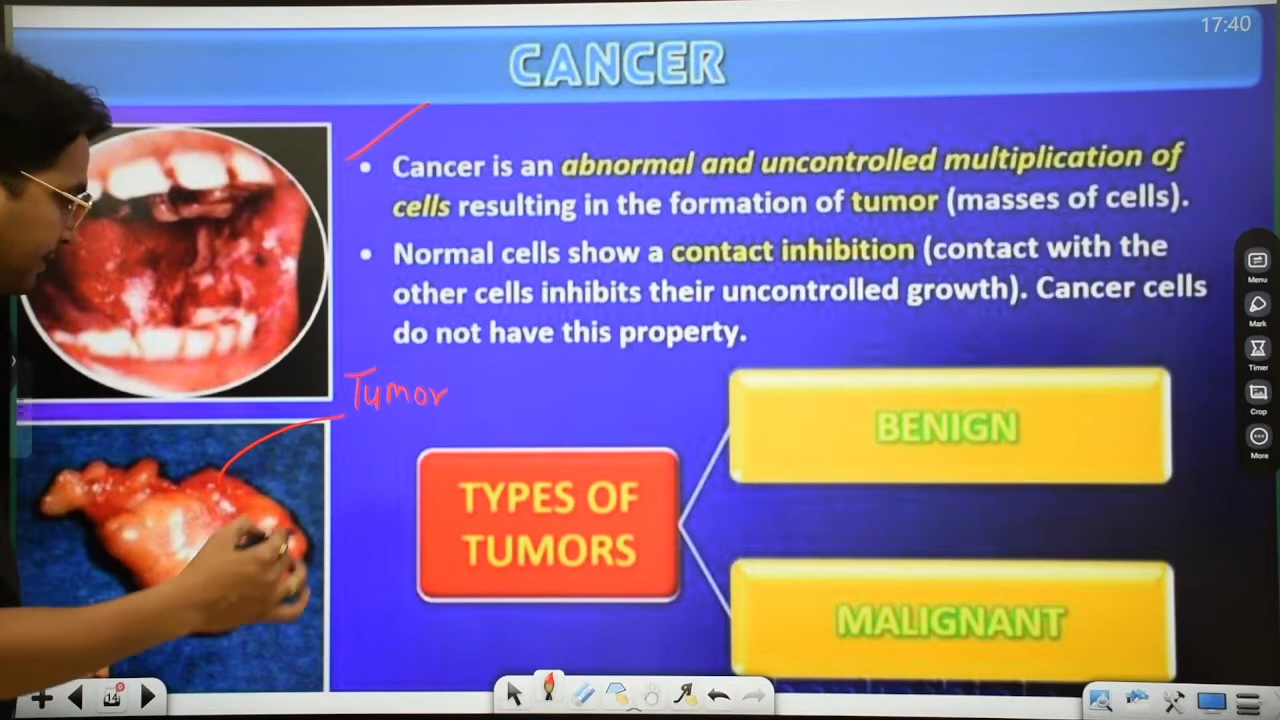 17:40
CANCER
• Cancer is an abnormal and uncontrolled multiplication of
cells resulting in the formation of tumor (masses of cells).
• Normal cells show a contact inhibition (contact with the
other cells inhibits their uncontrolled growth). Cancer cells
do not have this property.
Tumor
TYPES OF
TUMORS
BENIGN
MALIGNANT
Menu
Mark
Timer
Crop
More
14